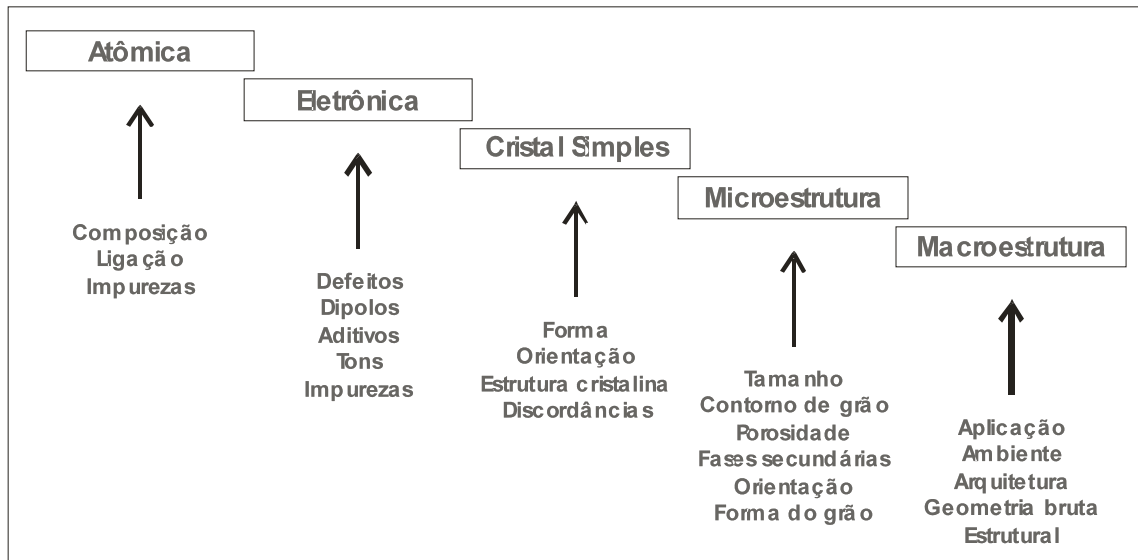 Atômica
Eletrônica
Cristal Simples
Microestrutura
Macroestrutura
Composição
Ligação
Impurezas
Defeitos
Dipolos
Aditivos
Tons
Impurezas
Forma
Orientação
Estrutura cristalina
Discordâncias
Tamanho
Contorno de grão
Porosidade
Fases secundárias
Orientação
Forma do grão
Aplicação
Ambiente
Arquitetura
Geometria bruta
Estrutural